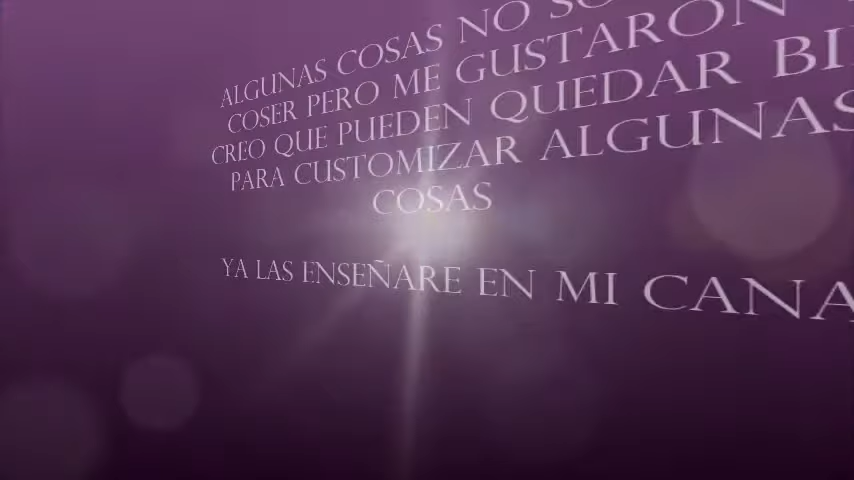 ALGUNAS COSAS NO
COSER PERO ME GUSTARON
CREO QUE PUEDEN QUEDAR
PARA CUSTOMIZAR ALGUNAS
COSAS
YA LAS ENSEÑARE EN MI